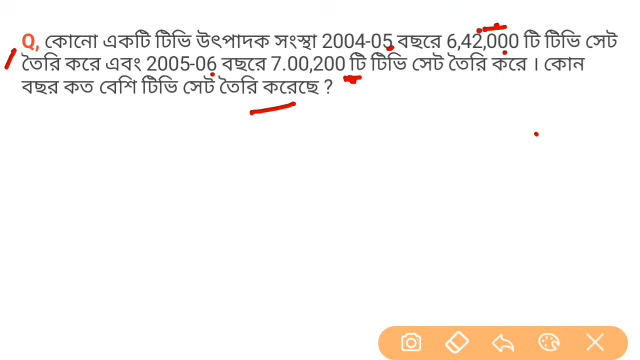 Q, কোনো একটি টিভি উৎপাদক সংস্থা 2004-05 বছরে 6,42,000 টি টিভি সেট
তৈরি করে এবং 2005-06 বছরে 7.00,200 টি টিভি সেট তৈরি করে । কোন
বছর কত বেশি টিভি সেট তৈরি করেছে ?